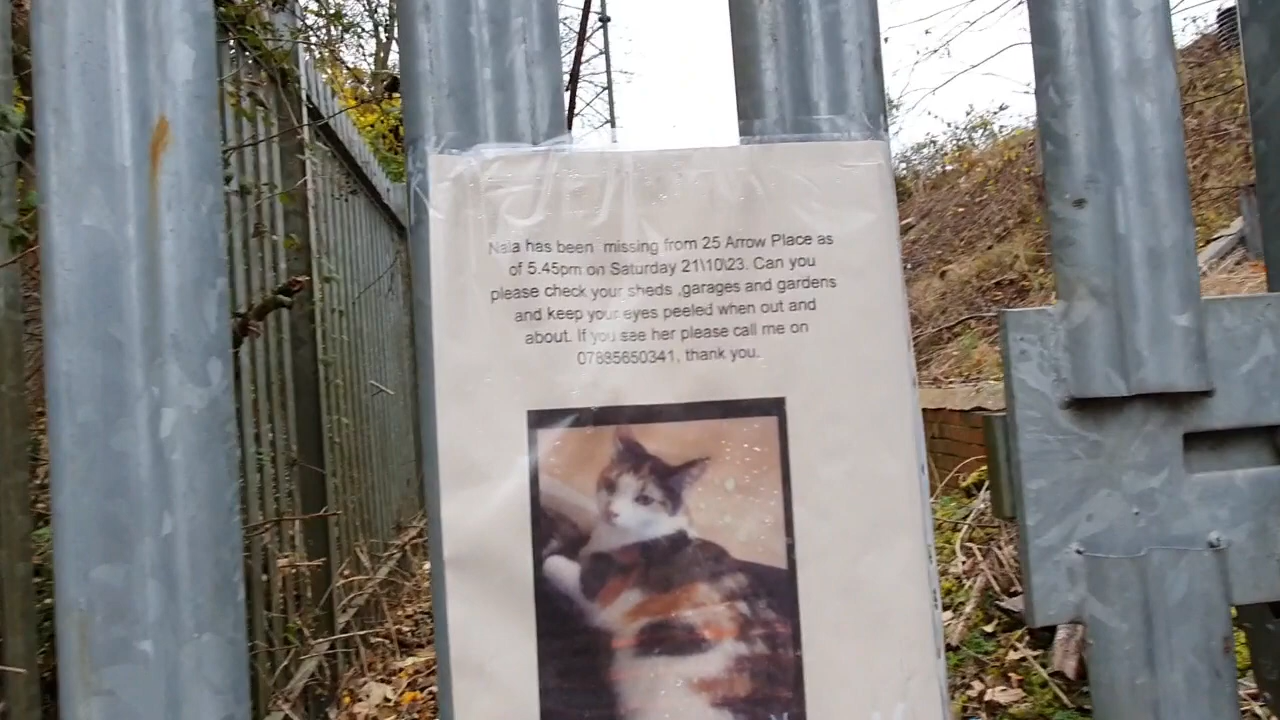 Nala has been missing from 25 Arrow Place as
of 5.45pm on Saturday 21\10\23. Can you
please check your sheds ,garages and gardens
and keep your eyes peeled when out and
about. If you see her please call me on
07895650341, thank you.